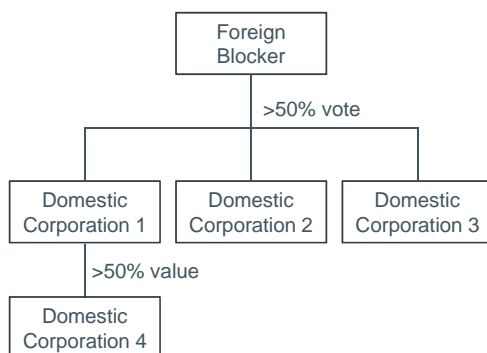 Foreign
Blocker
>50% vote
Domestic
Corporation 1
Domestic
Corporation 2
Domestic
Corporation 3
>50% value
Domestic
Corporation 4